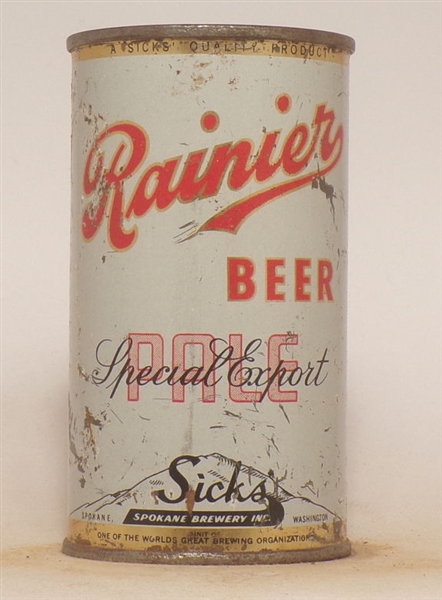 A SICKS' QUALITY PRODUCT
Rainier
BEER
PALE
Special Export
Sicks'
SPOKANE, SPOKANE BREWERY INC. WASHINGTON
UNIT OF
ONE OF THE WORLDS GREAT BREWING ORGANIZATIONS